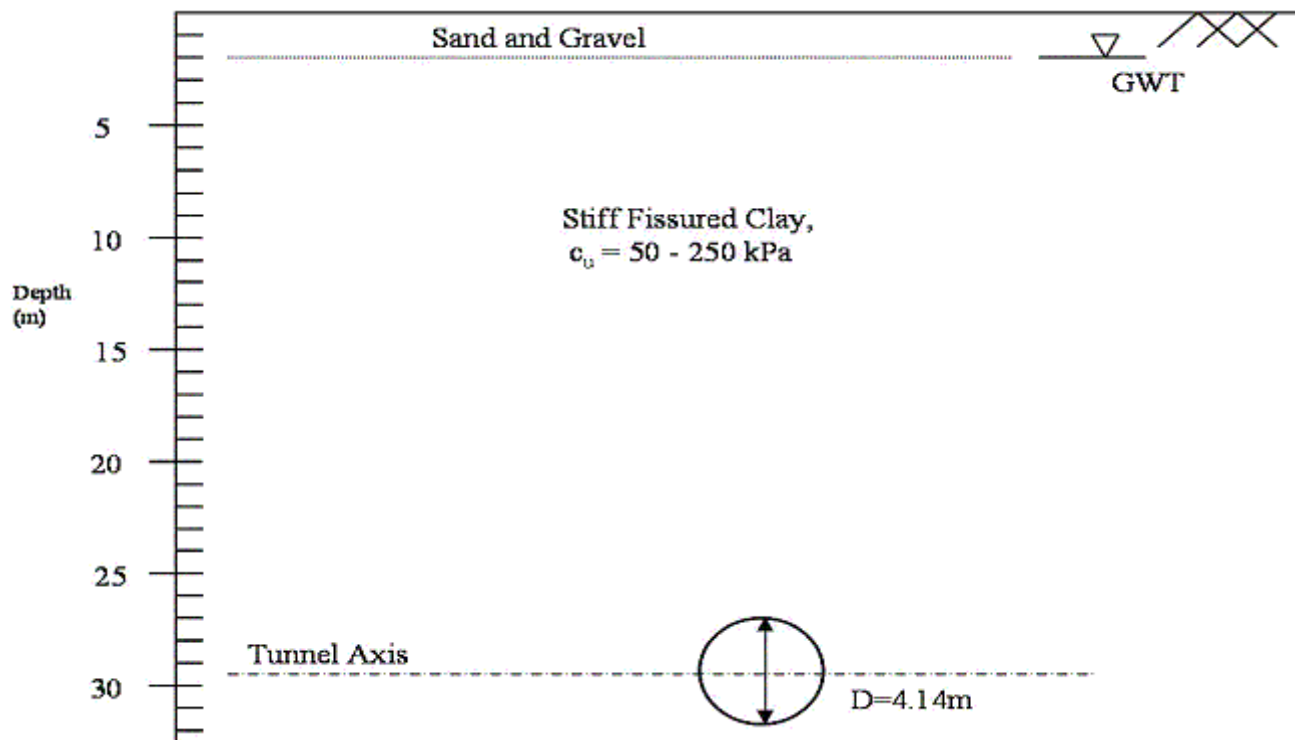 Sand and Gravel
GWT
5
Stiff Fissured Clay,
10
cᵤ = 50 - 250 kPa
Depth
(m)
15
20
25
Tunnel Axis
30
D=4.14m